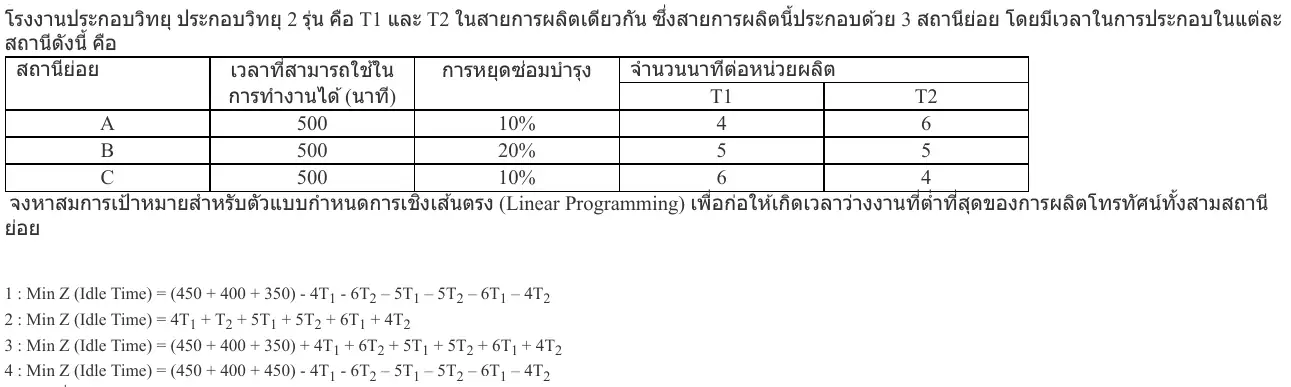 โรงงานประกอบวิทยุ ประกอบวิทยุ 2 รุ่น คือ T1 และ T2 ในสายการผลิตเดียวกัน ซึ่งสายการผลิตนี้ประกอบด้วย 3 สถานีย่อย โดยมีเวลาในการประกอบในแต่ละ
สถานีดังนี้ คือ
สถานีย่อย เวลาที่สามารถใช้ใน การหยุดซ่อมบำรุง จำนวนนาทีต่อหน่วยผลิต
การทำงานได้ (นาที) T1 T2
A 500 10% 4 6
B 500 20% 5 5
C 500 10% 6 4
จงหาสมการเป้าหมายสำหรับตัวแบบกำหนดการเชิงเส้นตรง (Linear Programming) เพื่อก่อให้เกิดเวลาว่างงานที่ต่ำที่สุดของการผลิตโทรทัศน์ทั้งสามสถานี
ย่อย
1 : Min Z (Idle Time) = (450 + 400 + 350) - 4T1 - 6T2 – 5T1 – 5T2 – 6T1 – 4T2
2 : Min Z (Idle Time) = 4T1 + T2 + 5T1 + 5T2 + 6T1 + 4T2
3 : Min Z (Idle Time) = (450 + 400 + 350) + 4T1 + 6T2 + 5T1 + 5T2 + 6T1 + 4T2
4 : Min Z (Idle Time) = (450 + 400 + 450) - 4T1 - 6T2 – 5T1 – 5T2 – 6T1 – 4T2